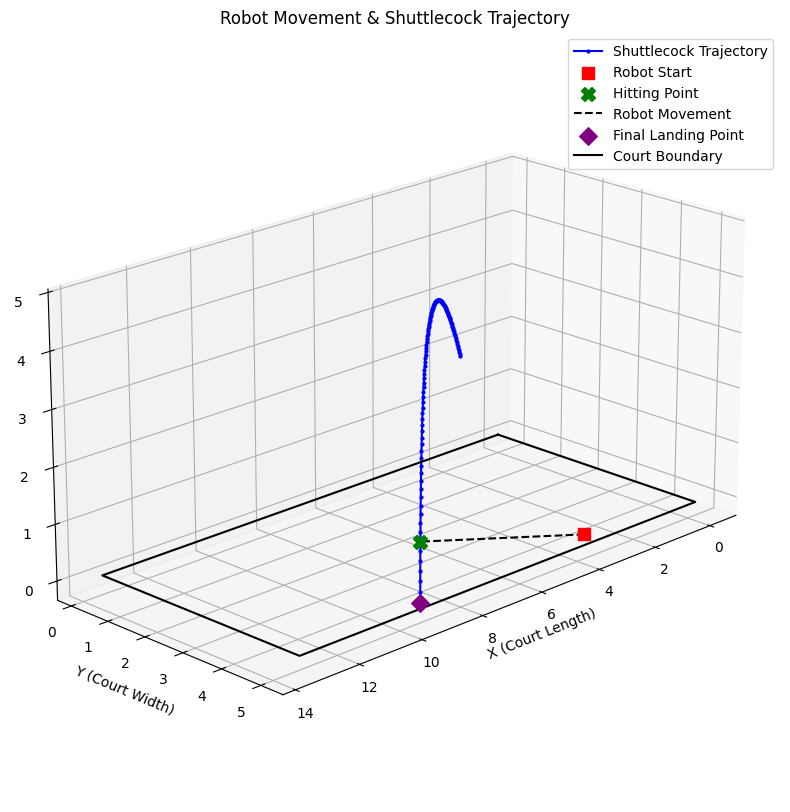 Robot Movement & Shuttlecock Trajectory
Shuttlecock Trajectory
Robot Start
Hitting Point
Robot Movement
Final Landing Point
Court Boundary
5
4
3
2
1
0
0
1
2
3
4
5
Y (Court Width)
14
12
10
8
6
4
2
0
X (Court Length)